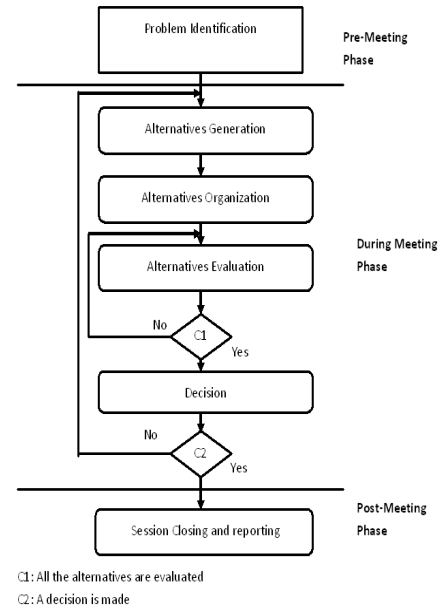 Problem Identification
Pre-Meeting
Phase
Alternatives Generation
Alternatives Organization
Alternatives Evaluation
During Meeting
Phase
No
C1
Yes
Decision
No
C2
Yes
Post-Meeting
Phase
Session Closing and reporting
C1: All the alternatives are evaluated
C2: A decision is made